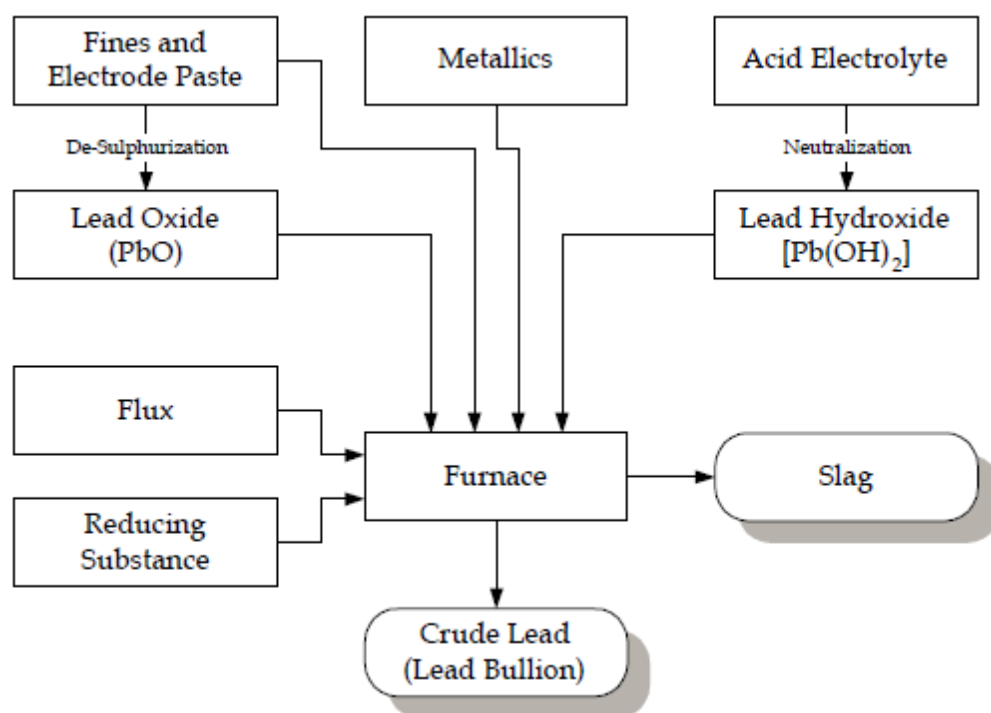 Fines and
Electrode Paste
Metallics
Acid Electrolyte
De-Sulphurization
Neutralization
Lead Oxide
(PbO)
Lead Hydroxide
[Pb(OH)₂]
Flux
Furnace
Slag
Reducing
Substance
Crude Lead
(Lead Bullion)